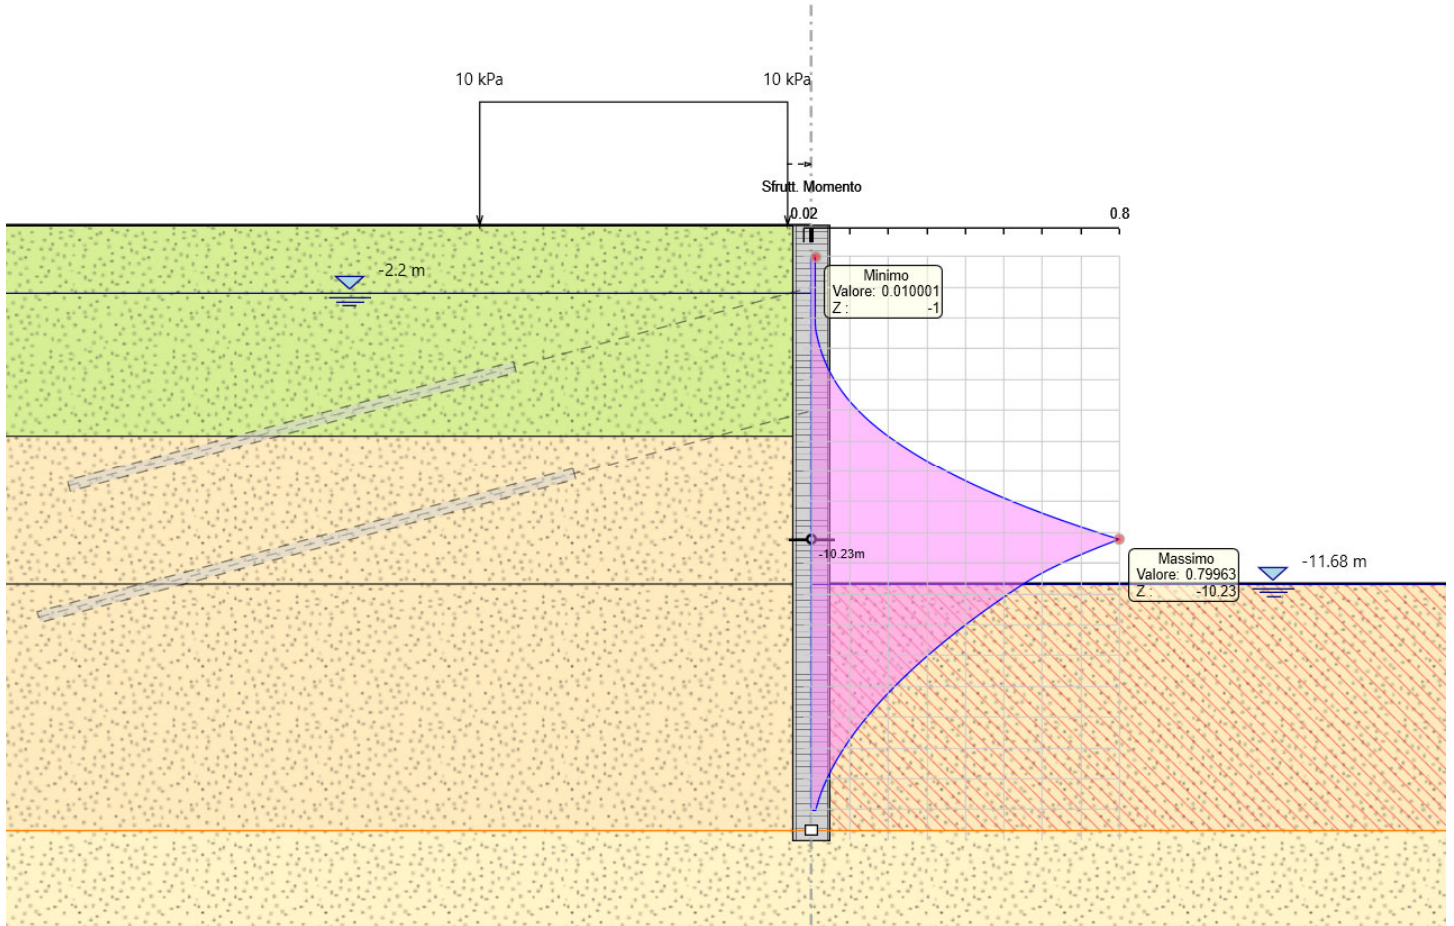 10 kPa
10 kPa
Sfrutt. Momento
0.02
0.8
-2.2 m
Minimo
Valore: 0.010001
Z : -1
-10.23m
Massimo
Valore: 0.79963
Z : -10.23
-11.68 m